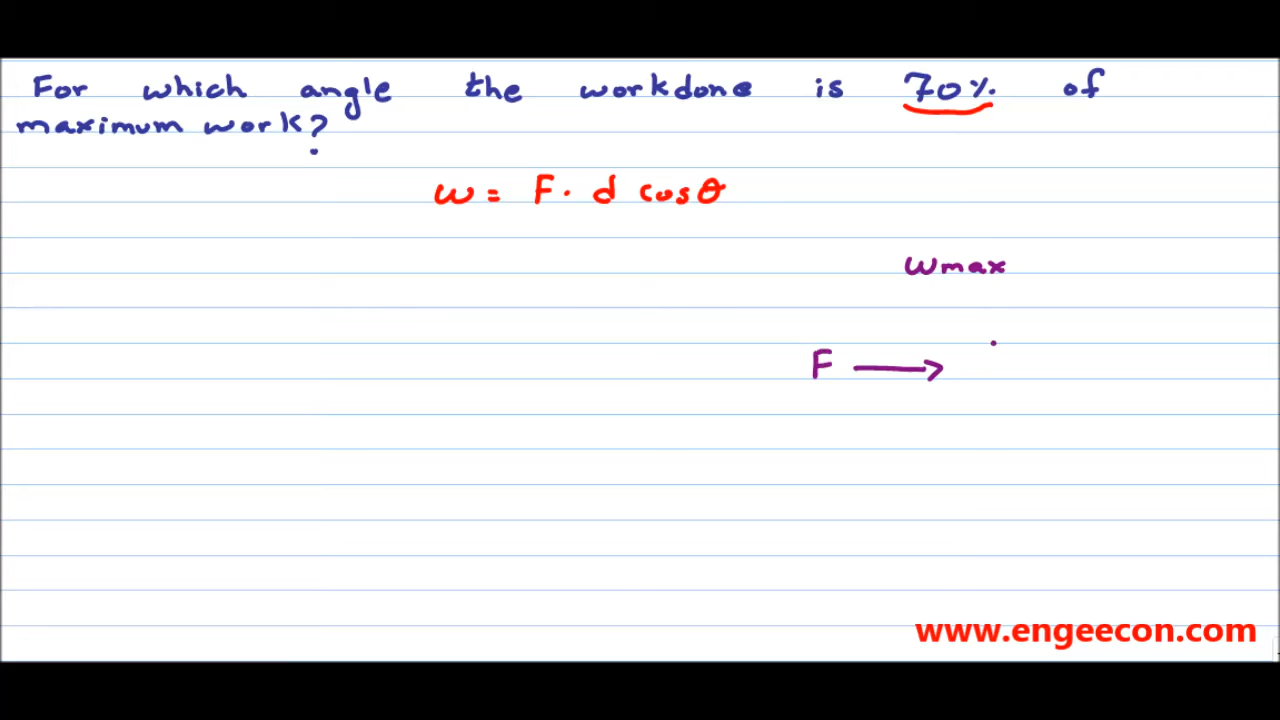 For which angle the workdone is 70% of
maximum work?
w = F. d cosθ
wmax
F
www.engeecon.com